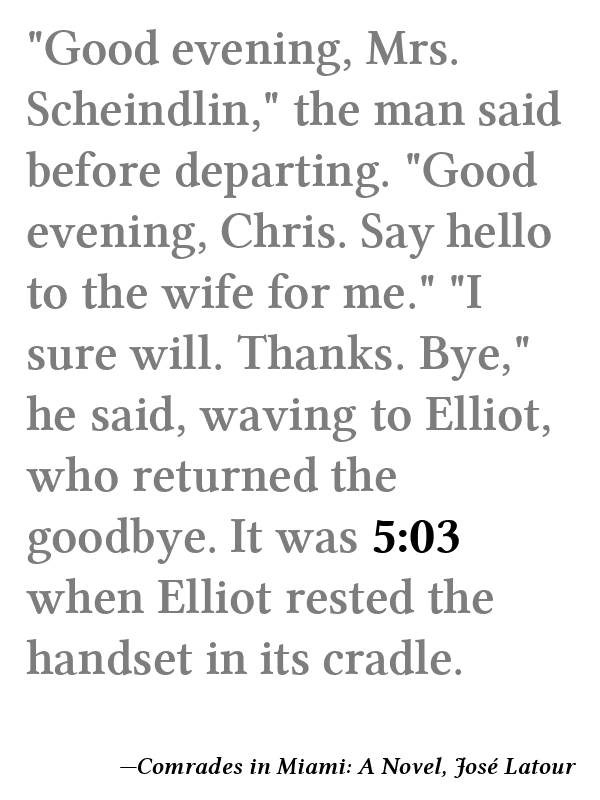 "Good evening, Mrs.
Scheindlin," the man said
before departing. "Good
evening, Chris. Say hello
to the wife for me." "I
sure will. Thanks. Bye,"
he said, waving to Elliot,
who returned the
goodbye. It was 5:03
when Elliot rested the
handset in its cradle.
—Comrades in Miami: A Novel, José Latour